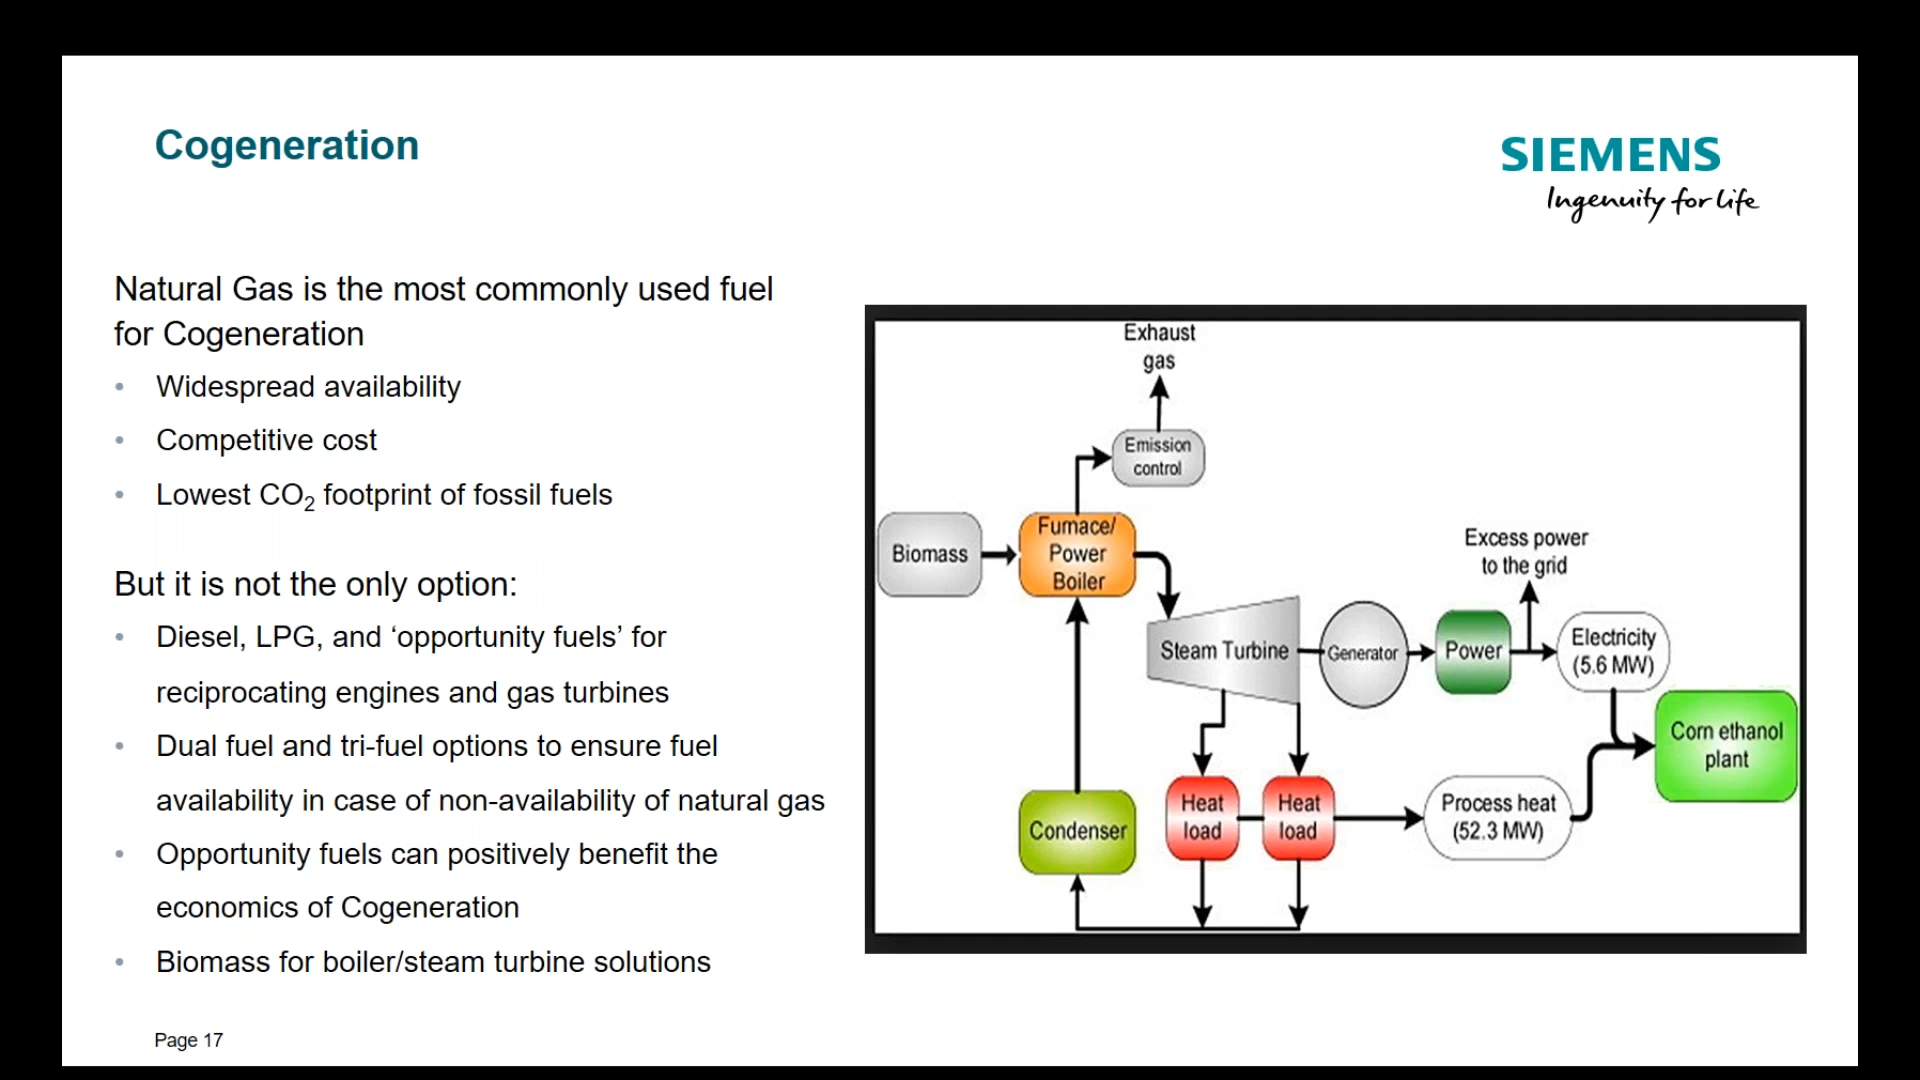 Cogeneration
SIEMENS
Ingenuity for life
Natural Gas is the most commonly used fuel
for Cogeneration
• Widespread availability
• Competitive cost
• Lowest CO₂ footprint of fossil fuels
But it is not the only option:
• Diesel, LPG, and ‘opportunity fuels’ for
reciprocating engines and gas turbines
• Dual fuel and tri-fuel options to ensure fuel
availability in case of non-availability of natural gas
• Opportunity fuels can positively benefit the
economics of Cogeneration
• Biomass for boiler/steam turbine solutions
Exhaust
gas
Emission
control
Biomass
Furnace/
Power
Boiler
Excess power
to the grid
Steam Turbine
Generator
Power
Electricity
(5.6 MW)
Corn ethanol
plant
Condenser
Heat
load
Heat
load
Process heat
(52.3 MW)
Page 17